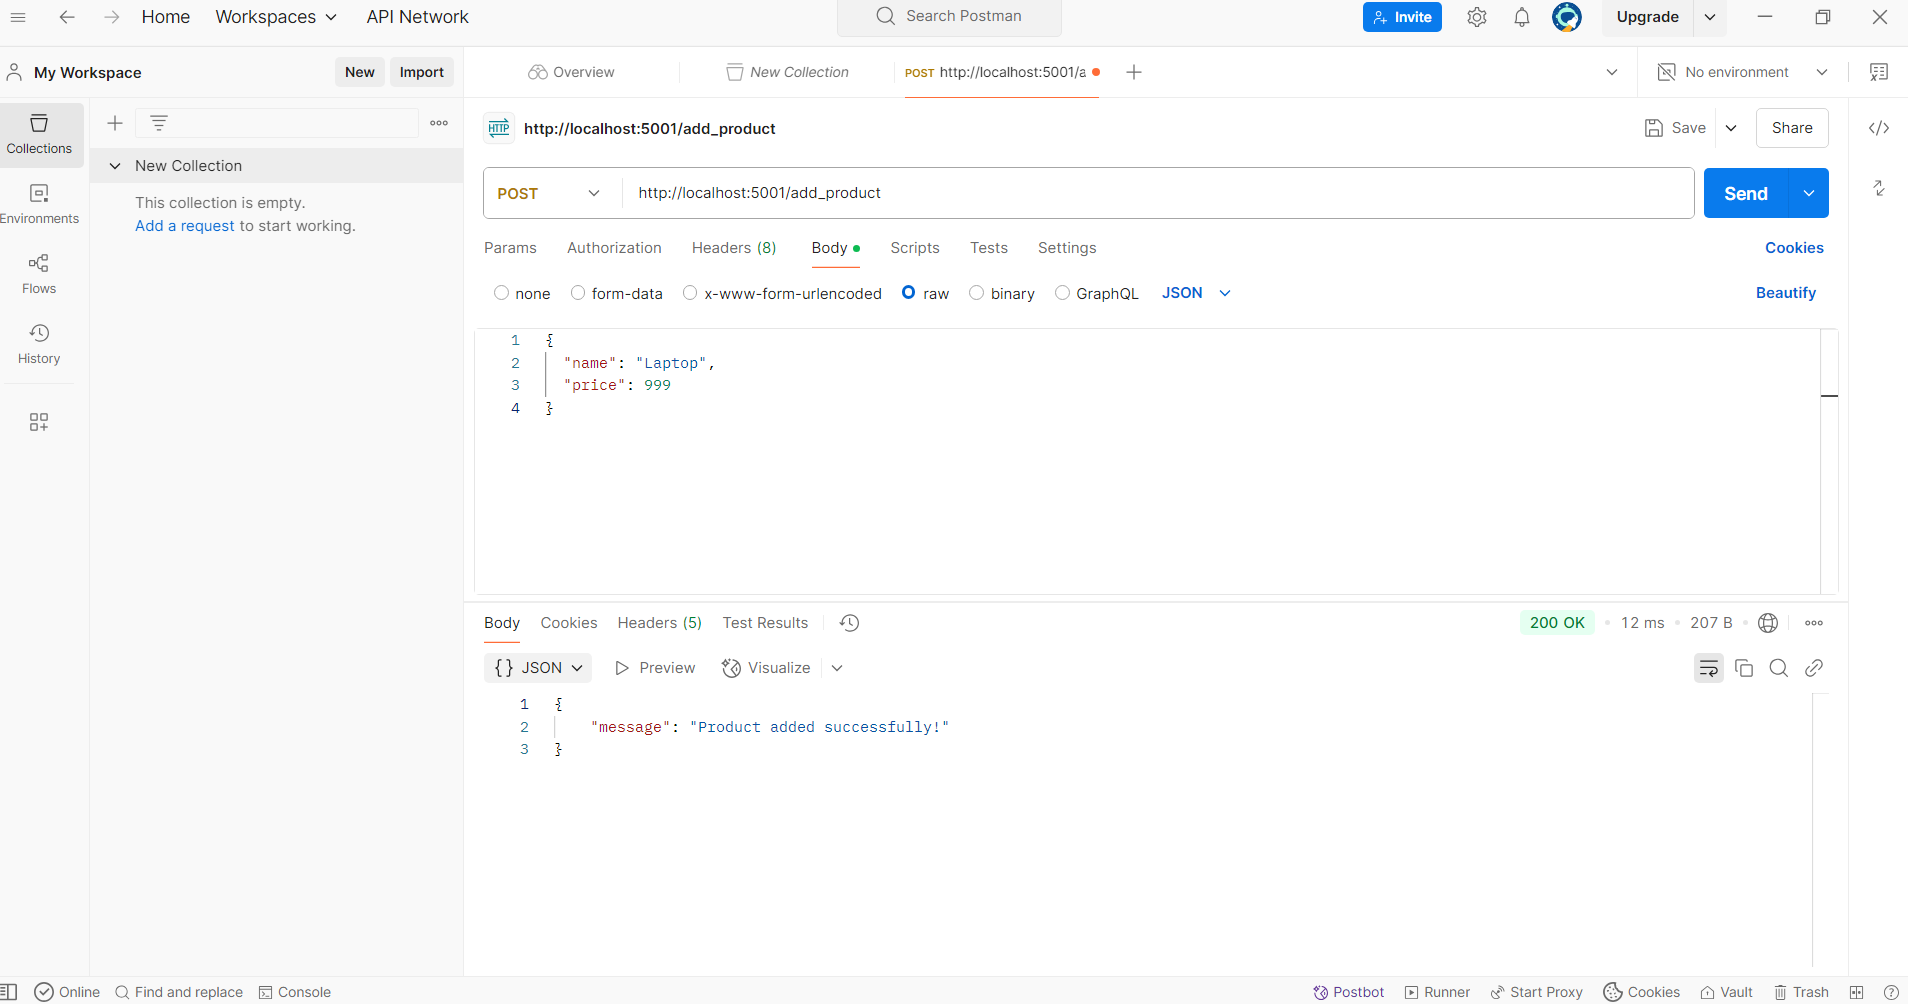 Home Workspaces API Network Search Postman Invite Upgrade
My Workspace New Import Overview New Collection POST http://localhost:5001/a No environment
Collections
Environments
Flows
History
New Collection
This collection is empty.
Add a request to start working.
HTTP http://localhost:5001/add_product Save Share
POST http://localhost:5001/add_product Send
Params Authorization Headers (8) Body Scripts Tests Settings Cookies
none form-data x-www-form-urlencoded raw binary GraphQL JSON Beautify
1 {
2 "name": "Laptop",
3 "price": 999
4 }
Body Cookies Headers (5) Test Results 200 OK 12 ms 207 B
{} JSON Preview Visualize
1 {
2 "message": "Product added successfully!"
3 }
Online Find and replace Console Postbot Runner Start Proxy Cookies Vault Trash